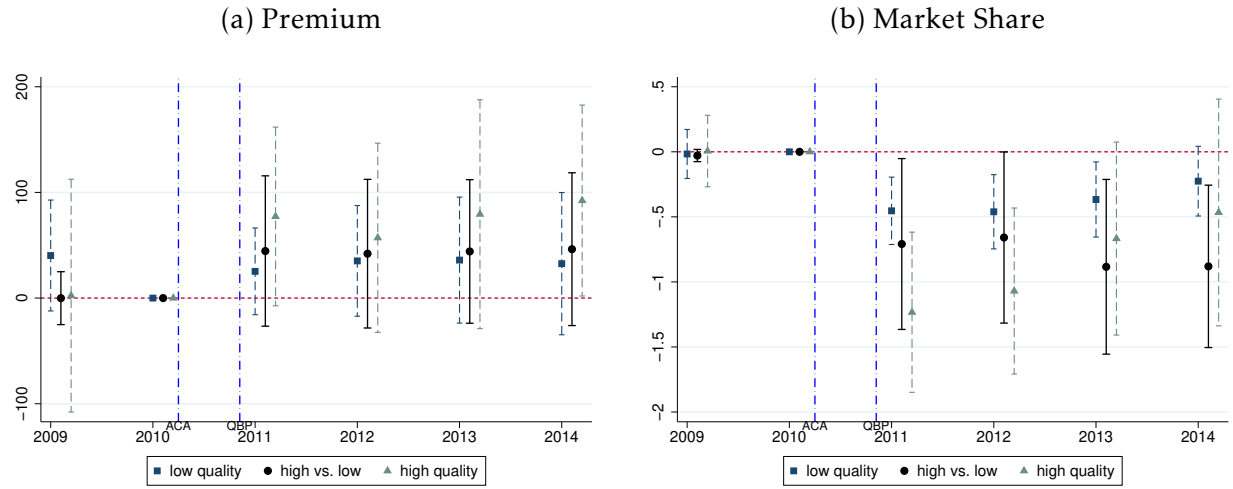 (a) Premium
200
100
0
−100
2009
2010
ACA
QBP
2011
2012
2013
2014
low quality
high vs. low
high quality
(b) Market Share
.5
0
−.5
−1
−1.5
−2
2009
2010
ACA
QBP
2011
2012
2013
2014
low quality
high vs. low
high quality